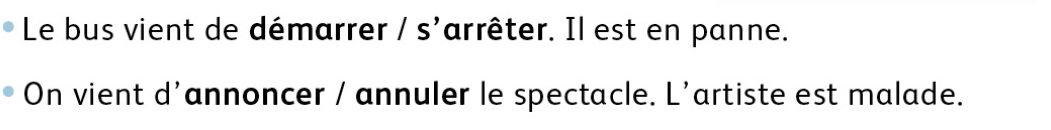 • Le bus vient de démarrer / s'arrêter. Il est en panne.
• On vient d'annoncer / annuler le spectacle. L'artiste est malade.